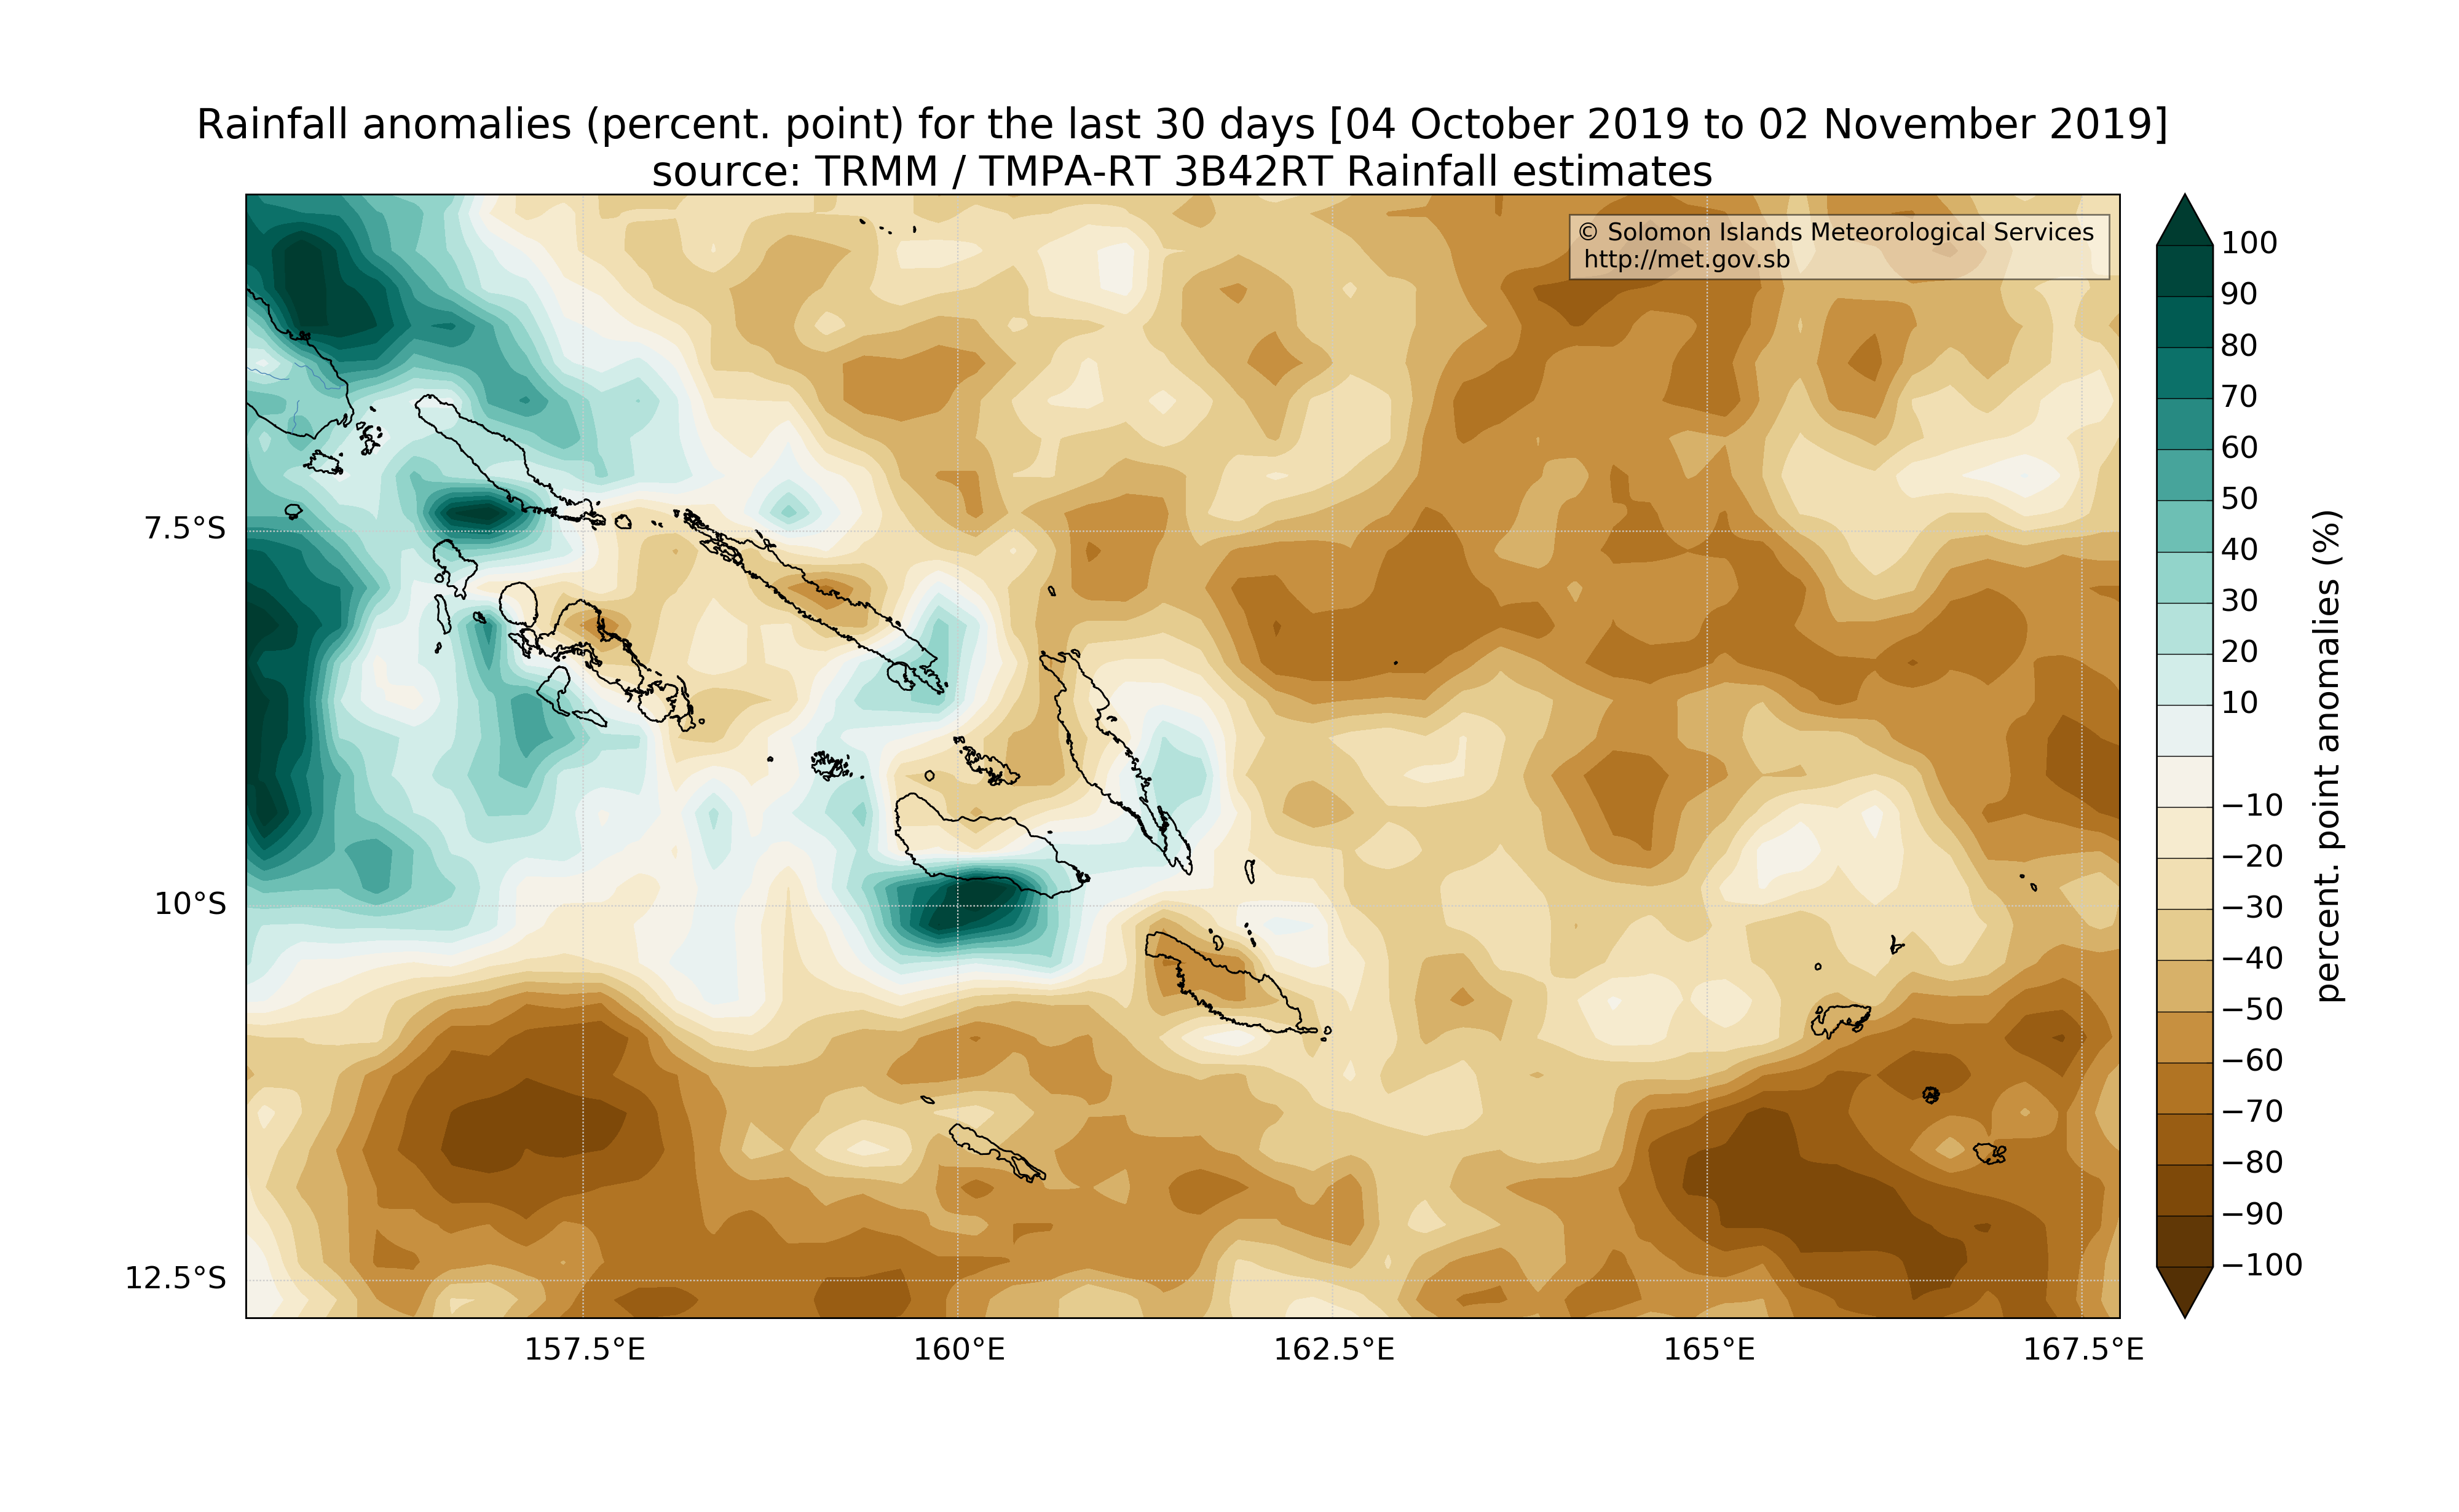 Rainfall anomalies (percent. point) for the last 30 days [04 October 2019 to 02 November 2019]
source: TRMM / TMPA-RT 3B42RT Rainfall estimates
© Solomon Islands Meteorological Services
http://met.gov.sb
7.5°S
10°S
12.5°S
157.5°E
160°E
162.5°E
165°E
167.5°E
100
90
80
70
60
50
40
30
20
10
−10
−20
−30
−40
−50
−60
−70
−80
−90
−100
percent. point anomalies (%)